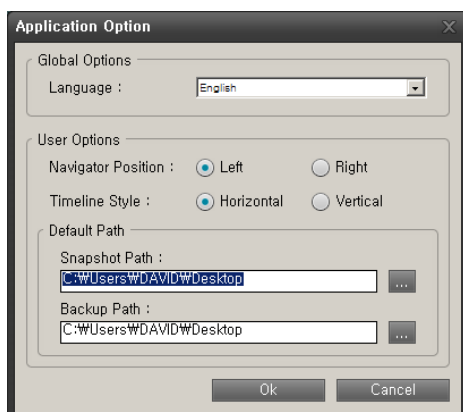 Application Option
Global Options
Language : English
User Options
Navigator Position : Left Right
Timeline Style : Horizontal Vertical
Default Path
Snapshot Path :
C:₩Users₩DAVID₩Desktop ...
Backup Path :
C:₩Users₩DAVID₩Desktop ...
Ok Cancel